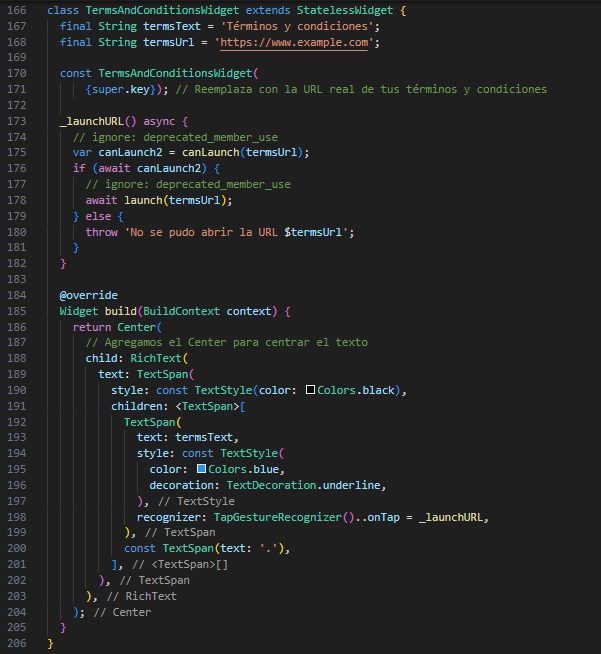 166 class TermsAndConditionsWidget extends StatelessWidget {
167   final String termsText = 'Términos y condiciones';
168   final String termsUrl = 'https://www.example.com';
169
170   const TermsAndConditionsWidget(
171       {super.key}); // Reemplaza con la URL real de tus términos y condiciones
172
173   _launchURL() async {
174     // ignore: deprecated_member_use
175     var canLaunch2 = canLaunch(termsUrl);
176     if (await canLaunch2) {
177       // ignore: deprecated_member_use
178       await launch(termsUrl);
179     } else {
180       throw 'No se pudo abrir la URL $termsUrl';
181     }
182   }
183
184   @override
185   Widget build(BuildContext context) {
186     return Center(
187       // Agregamos el Center para centrar el texto
188       child: RichText(
189         text: TextSpan(
190           style: const TextStyle(color: Colors.black),
191           children: <TextSpan>[
192             TextSpan(
193               text: termsText,
194               style: const TextStyle(
195                 color: Colors.blue,
196                 decoration: TextDecoration.underline,
197               ), // TextStyle
198               recognizer: TapGestureRecognizer()..onTap = _launchURL,
199             ), // TextSpan
200             const TextSpan(text: '.'),
201           ], // <TextSpan>[]
202         ), // TextSpan
203       ), // RichText
204     ); // Center
205   }
206 }